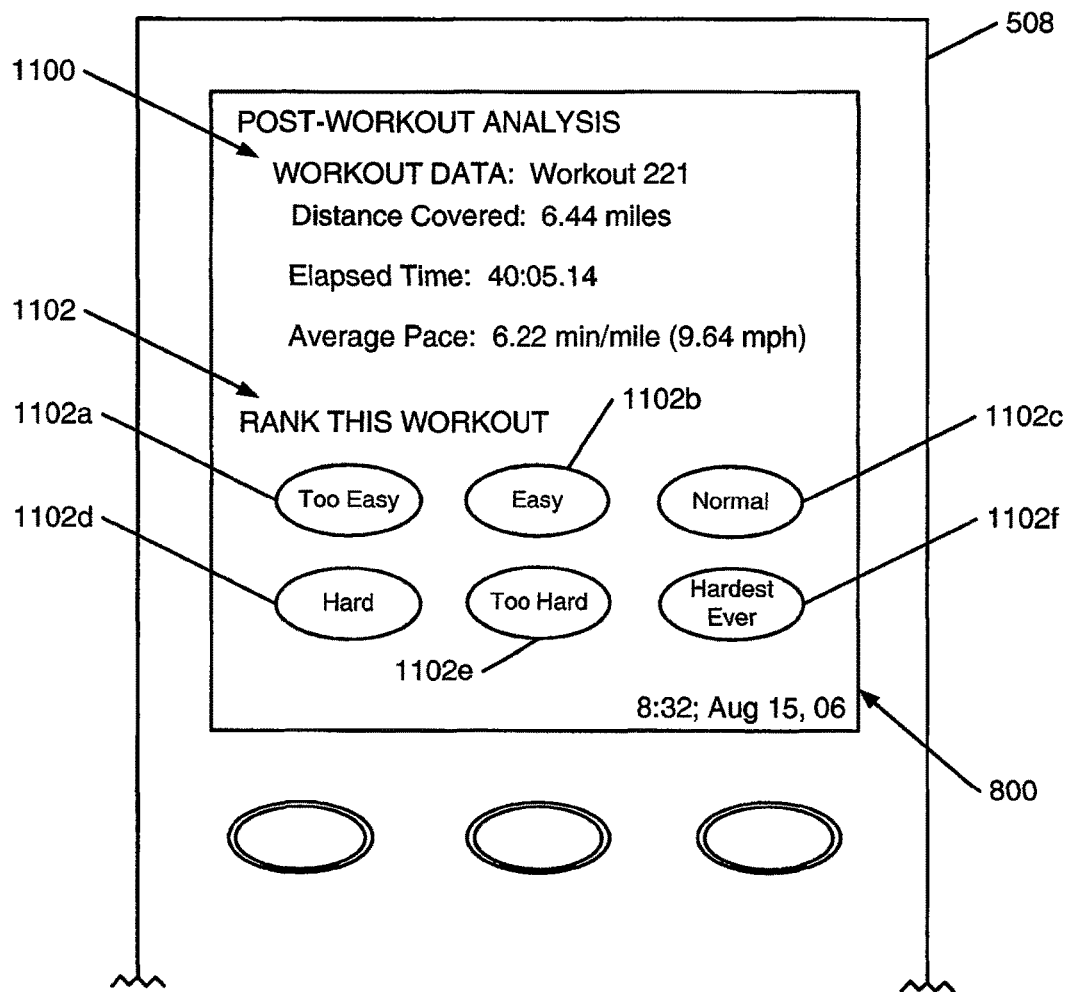 508
1100
POST-WORKOUT ANALYSIS
WORKOUT DATA: Workout 221
Distance Covered: 6.44 miles
Elapsed Time: 40:05.14
1102
Average Pace: 6.22 min/mile (9.64 mph)
1102b
1102a
RANK THIS WORKOUT
1102c
Too Easy
Easy
Normal
1102d
1102f
Hard
Too Hard
Hardest
Ever
1102e
8:32; Aug 15, 06
800